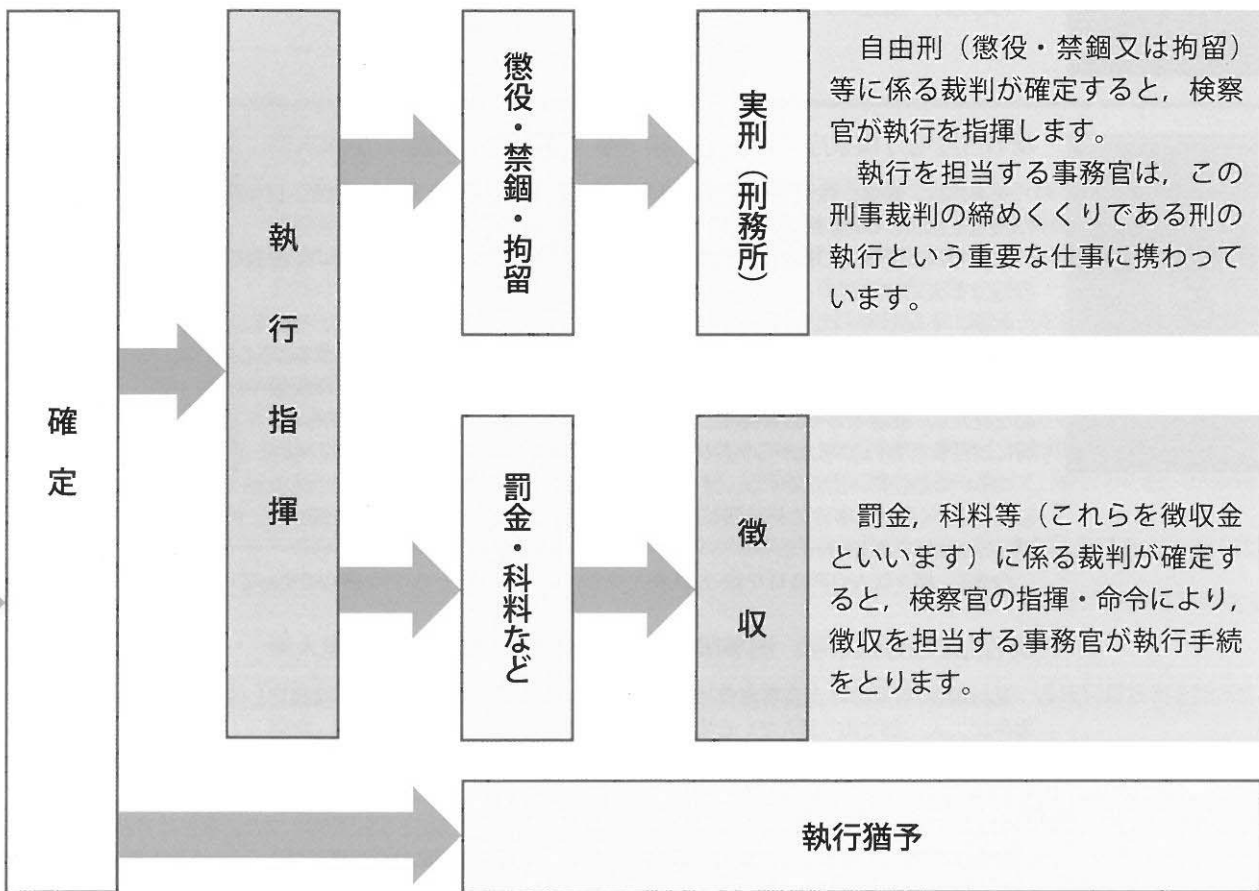 確定
執行指揮
懲役・禁錮・拘留
実刑（刑務所）
自由刑（懲役・禁錮又は拘留）
等に係る裁判が確定すると，検察
官が執行を指揮します。
執行を担当する事務官は，この
刑事裁判の締めくくりである刑の
執行という重要な仕事に携わって
います。
罰金・科料など
徴収
罰金，科料等（これらを徴収金
といいます）に係る裁判が確定す
ると，検察官の指揮・命令により，
徴収を担当する事務官が執行手続
をとります。
執行猶予